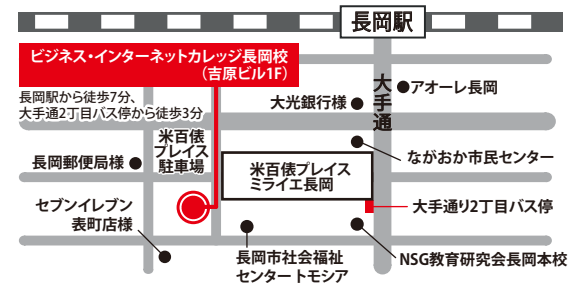 長岡駅
ビジネス・インターネットカレッジ長岡校
（吉原ビル1F）
長岡駅から徒歩7分、
大手通2丁目バス停から徒歩3分
大手通
アオーレ長岡
大光銀行様
米百俵
プレイス
駐車場
長岡郵便局様
ながおか市民センター
米百俵プレイス
ミライエ長岡
セブンイレブン
表町店様
大手通り2丁目バス停
長岡市社会福祉
センタートモシア
NSG教育研究会長岡本校